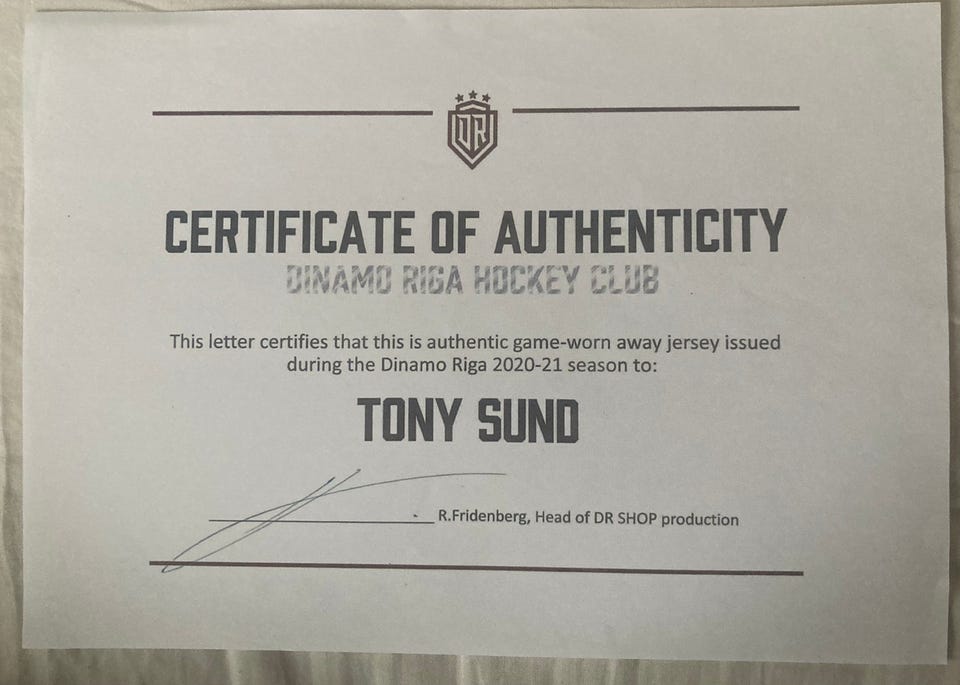 DR
CERTIFICATE OF AUTHENTICITY
DINAMO RIGA HOCKEY CLUB
This letter certifies that this is authentic game-worn away jersey issued
during the Dinamo Riga 2020-21 season to:
TONY SUND
R.Fridenberg, Head of DR SHOP production